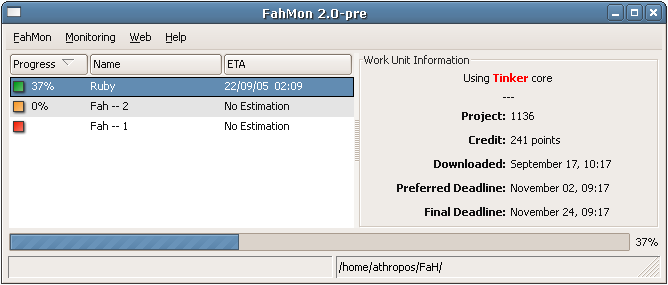 FahMon 2.0-pre
FahMon Monitoring Web Help
Progress Name ETA
37% Ruby 22/09/05 02:09
0% Fah -- 2 No Estimation
Fah -- 1 No Estimation
Work Unit Information
Using Tinker core
---
Project: 1136
Credit: 241 points
Downloaded: September 17, 10:17
Preferred Deadline: November 02, 09:17
Final Deadline: November 24, 09:17
37%
/home/athropos/FaH/